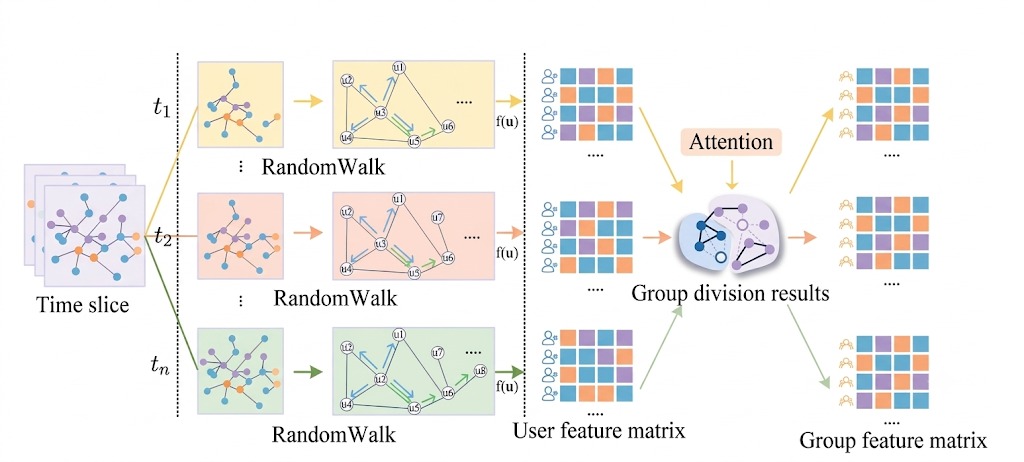 t1
u1
u2
u3
....
u4
u5
u6
f(u)
....
....
⋮
RandomWalk
Attention
t2
u1
u2
u7
u3
....
u4
u5
u6
f(u)
....
....
Time slice
⋮
RandomWalk
Group division results
tn
u1
u2
u7
....
u2
u8
u4
u5
u6
f(u)
....
....
RandomWalk
User feature matrix
Group feature matrix